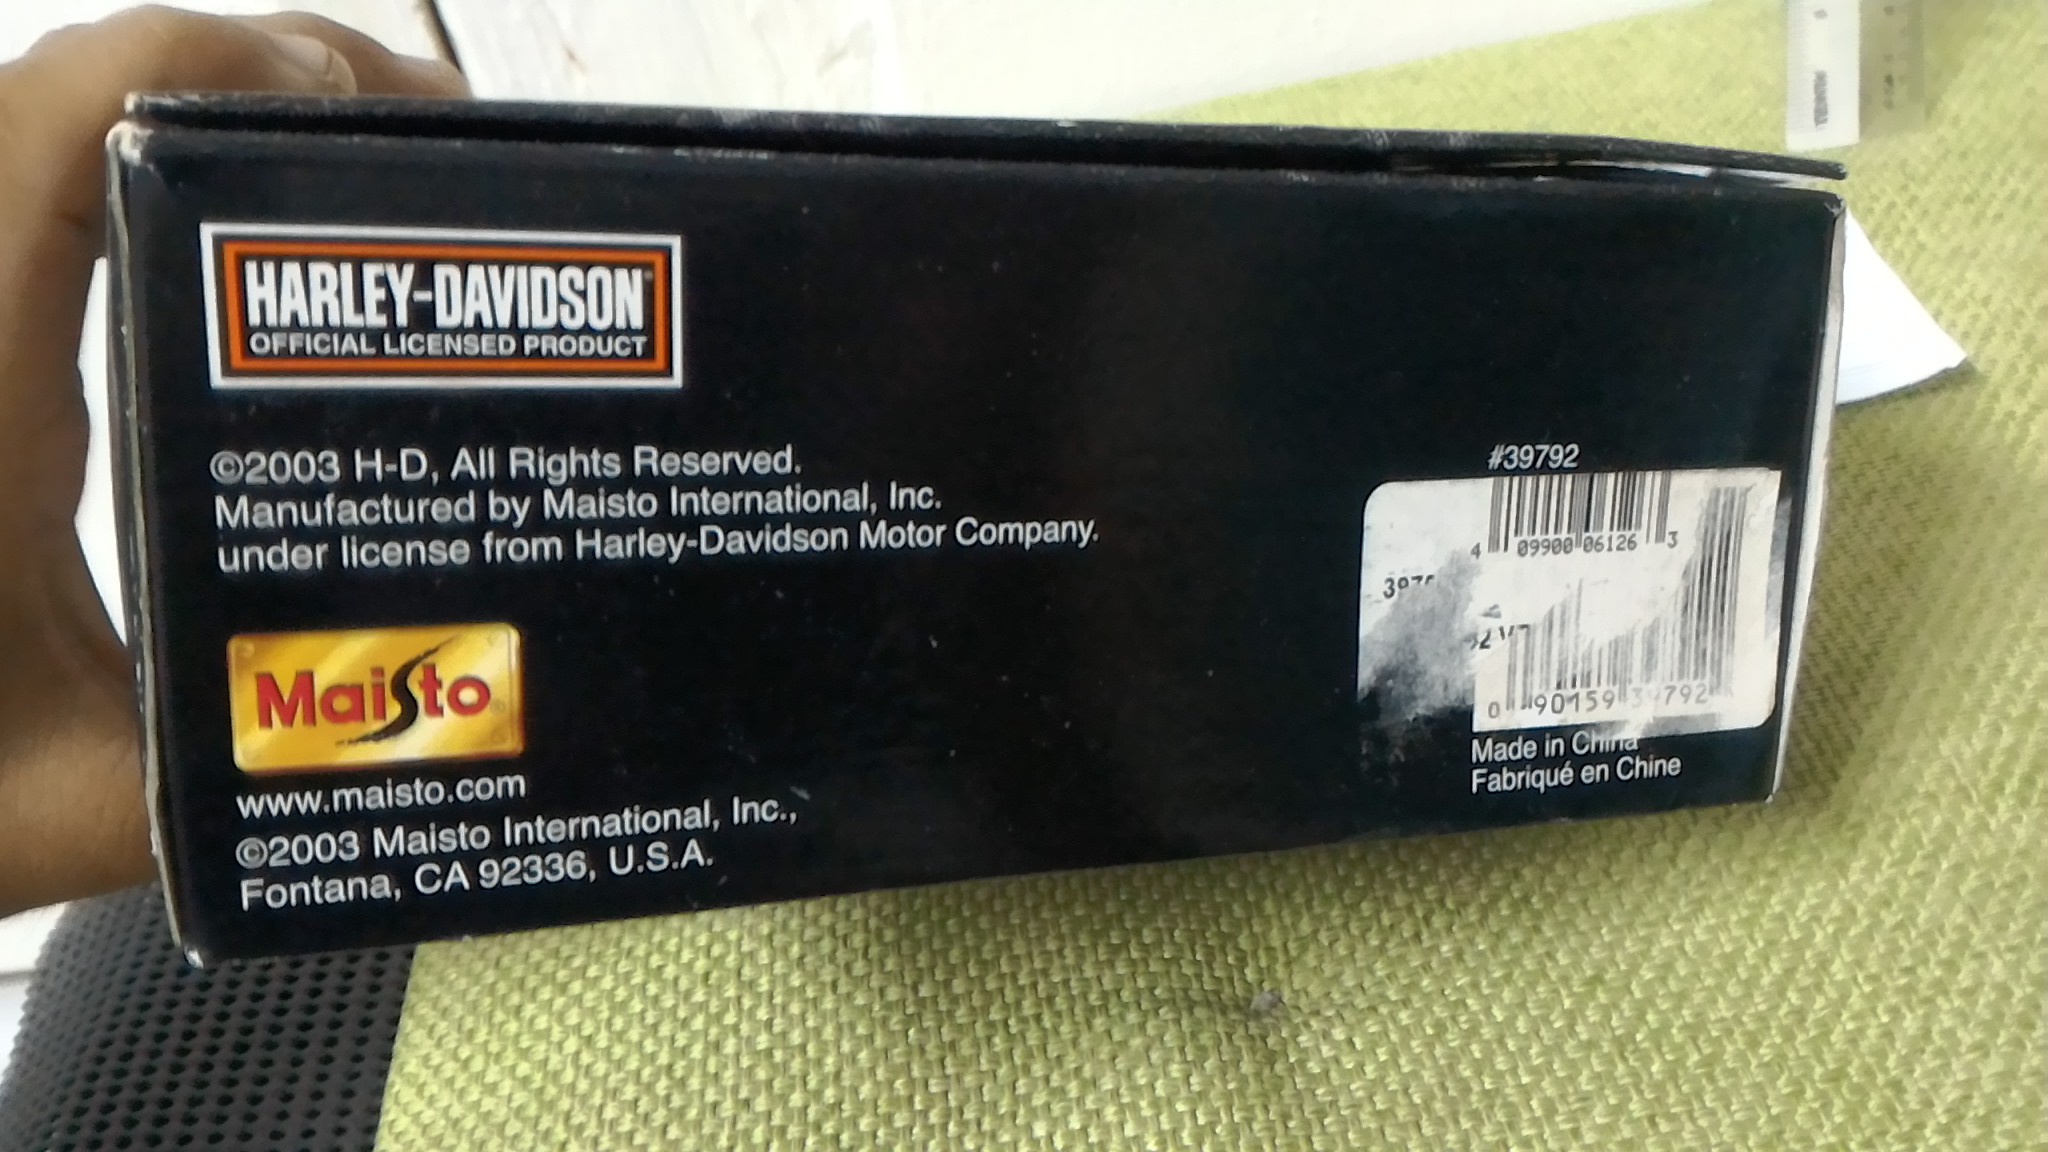 HARLEY-DAVIDSON
OFFICIAL LICENSED PRODUCT
©2003 H-D, All Rights Reserved.
Manufactured by Maisto International, Inc.
under license from Harley-Davidson Motor Company.
Maisto
www.maisto.com
©2003 Maisto International, Inc.,
Fontana, CA 92336, U.S.A.
#39792
4 09900 06126 3
0 90159
Made in China
Fabriqué en Chine